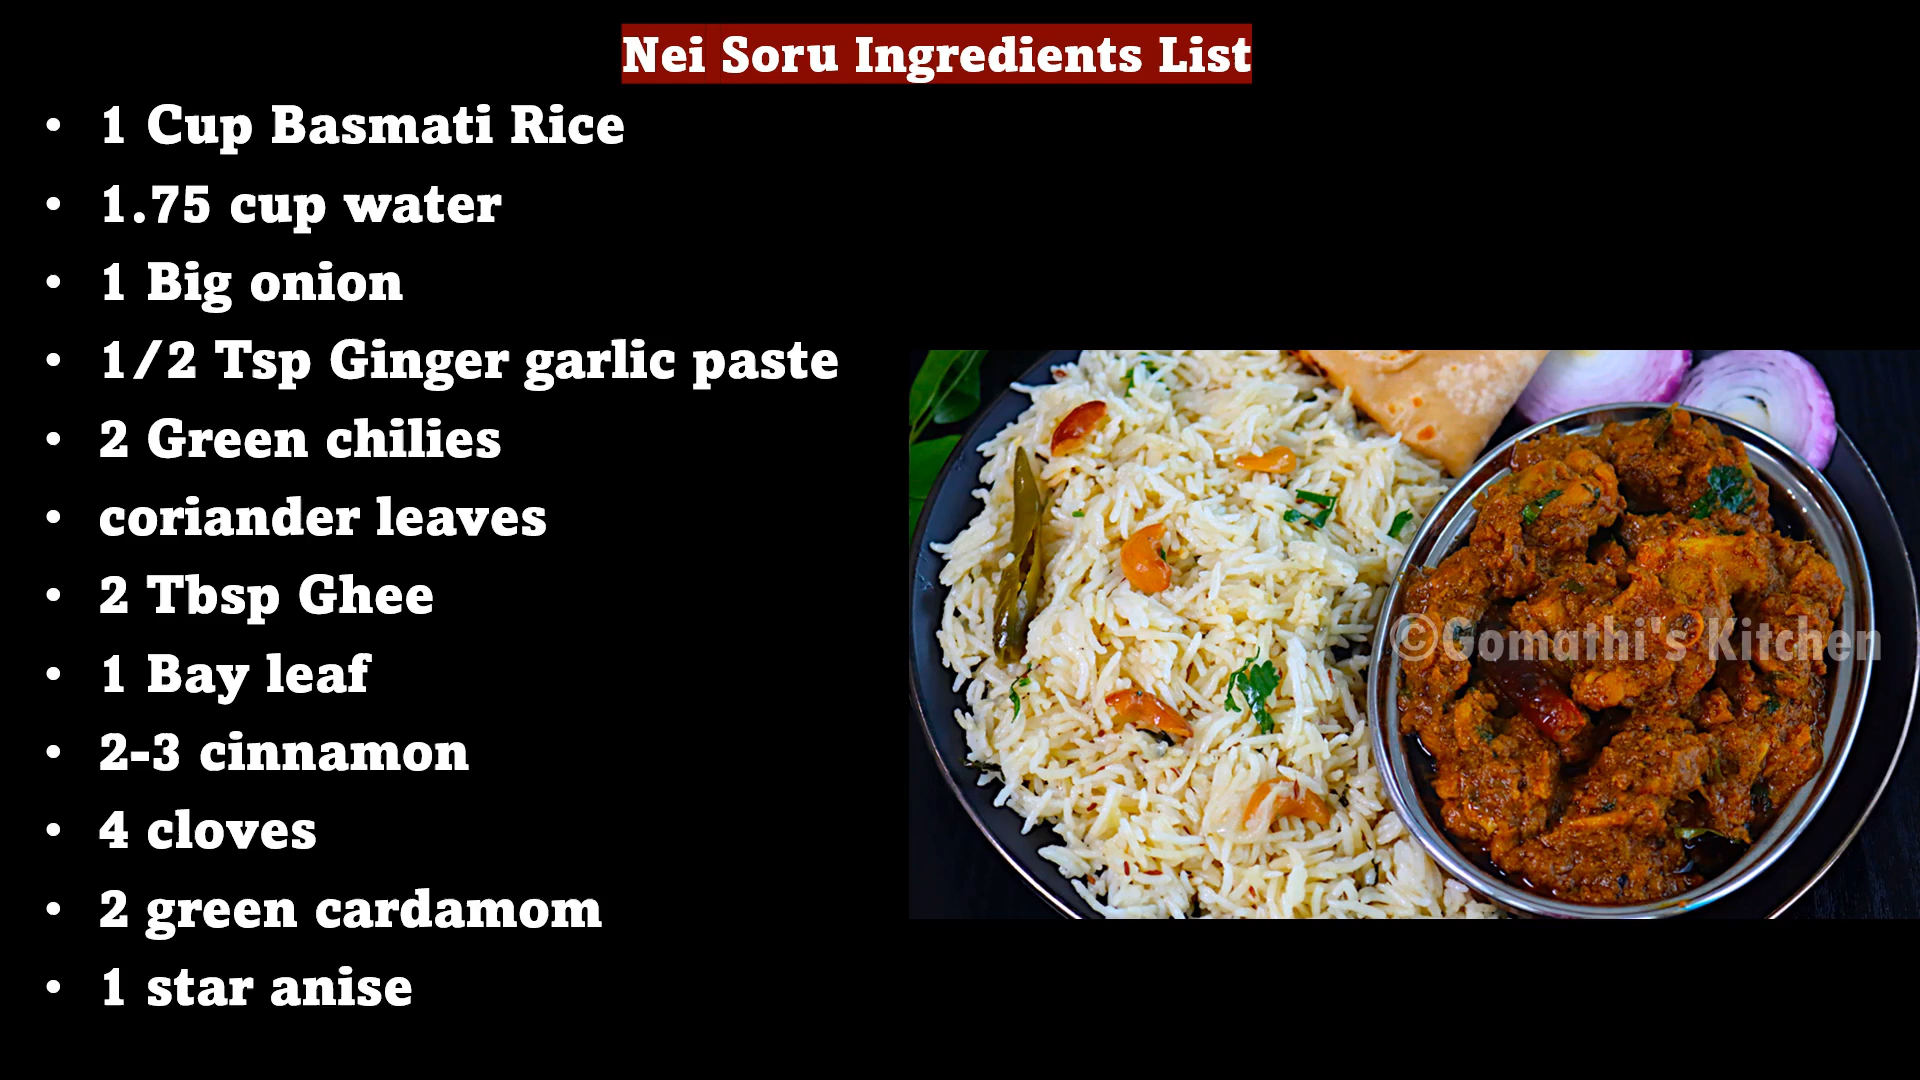 Nei Soru Ingredients List
• 1 Cup Basmati Rice
• 1.75 cup water
• 1 Big onion
• 1/2 Tsp Ginger garlic paste
• 2 Green chilies
• coriander leaves
• 2 Tbsp Ghee
• 1 Bay leaf
• 2-3 cinnamon
• 4 cloves
• 2 green cardamom
• 1 star anise
©Gomathi's Kitchen